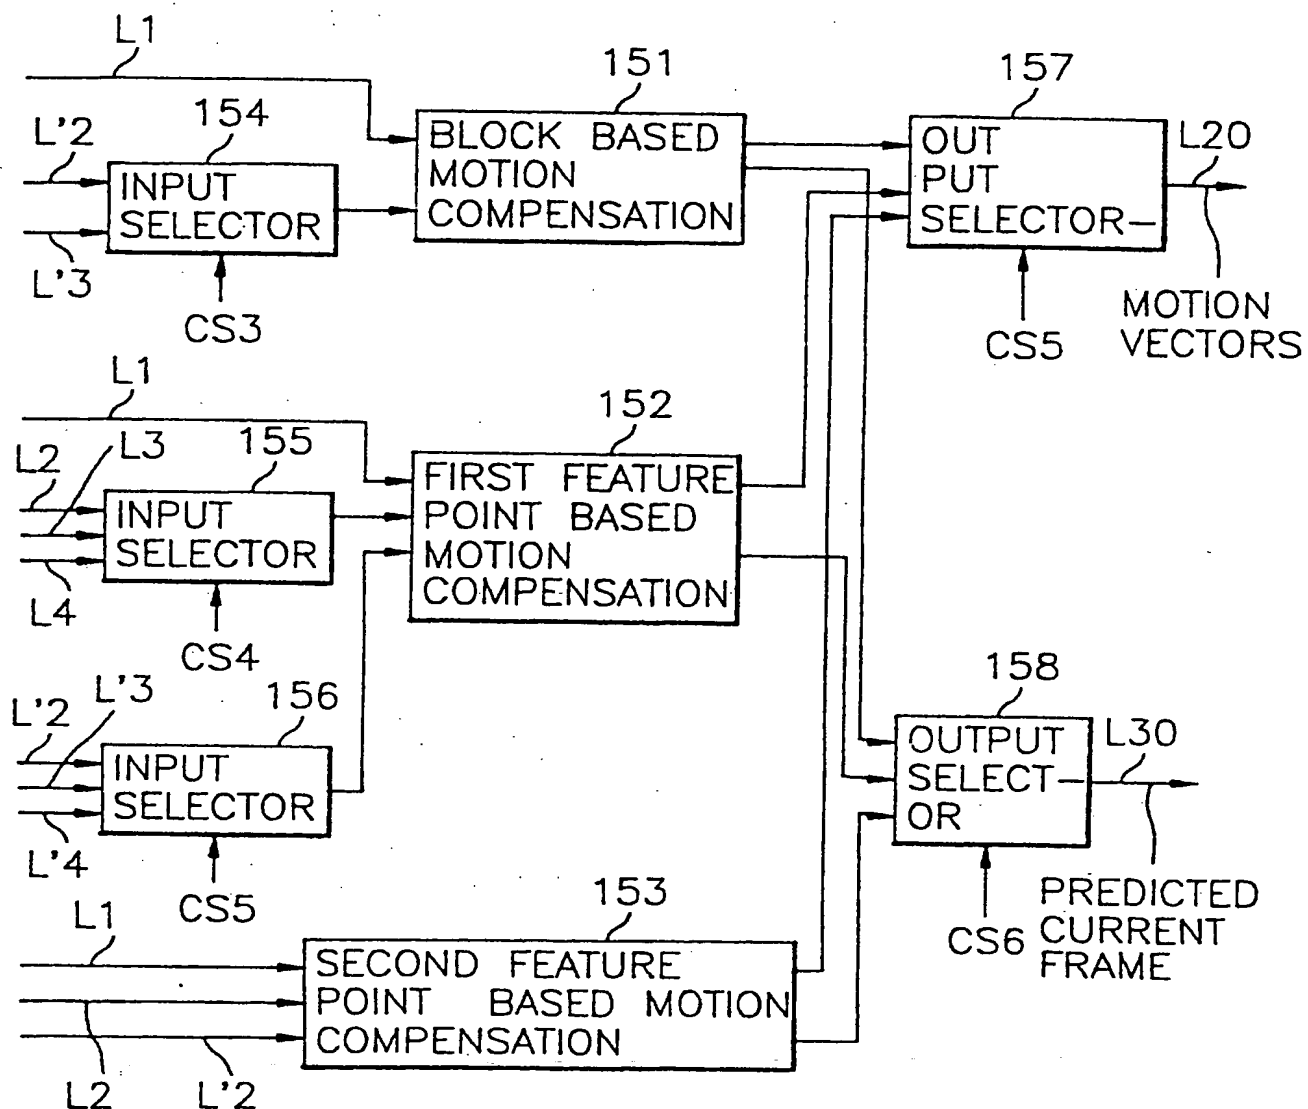 L1
154
L'2
INPUT
SELECTOR
L'3
CS3
151
BLOCK BASED
MOTION
COMPENSATION
157
OUT
PUT
SELECTOR-
L20
CS5
MOTION
VECTORS
L1
L3
155
L2
INPUT
SELECTOR
L4
CS4
152
FIRST FEATURE
POINT BASED
MOTION
COMPENSATION
L'3
156
L'2
INPUT
SELECTOR
L'4
CS5
158
OUTPUT
SELECT-
OR
L30
CS6
PREDICTED
CURRENT
FRAME
L1
153
SECOND FEATURE
POINT BASED MOTION
COMPENSATION
L2
L'2